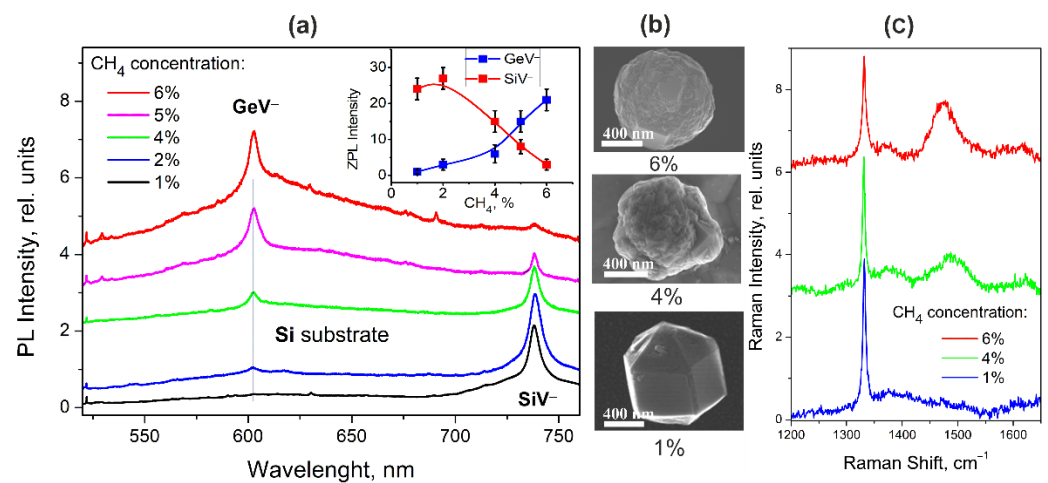 (a)
CH4 concentration:
6%
5%
4%
2%
1%
GeV⁻
Si substrate
SiV⁻
PL Intensity, rel. units
8
6
4
2
0
550
600
650
700
750
Wavelenght, nm
GeV⁻
SiV⁻
ZPL Intensity
30
20
10
0
0
2
4
6
CH4, %
(b)
400 nm
6%
400 nm
4%
400 nm
1%
(c)
Raman Intensity, rel. units
8
6
4
2
0
CH4 concentration:
6%
4%
1%
1200
1300
1400
1500
1600
Raman Shift, cm⁻¹